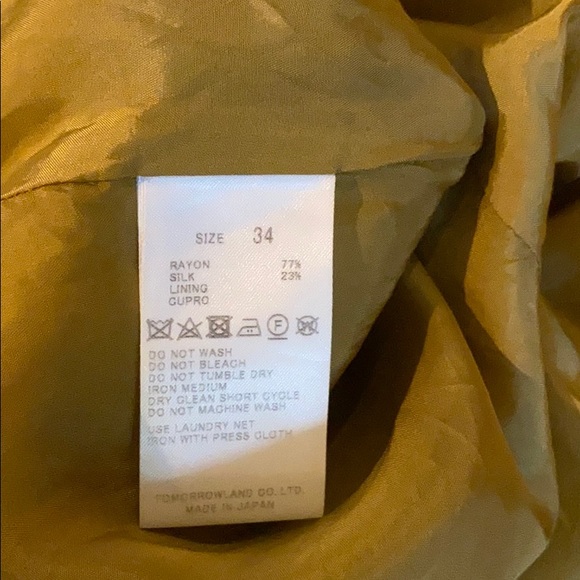 SIZE 34
RAYON 77%
SILK 23%
LINING
CUPRO
F
W
DO NOT WASH
DO NOT BLEACH
DO NOT TUMBLE DRY
IRON MEDIUM
DRY CLEAN SHORT CYCLE
DO NOT MACHINE WASH
USE LAUNDRY NET
IRON WITH PRESS CLOTH
TOMORROWLAND CO., LTD.
MADE IN JAPAN